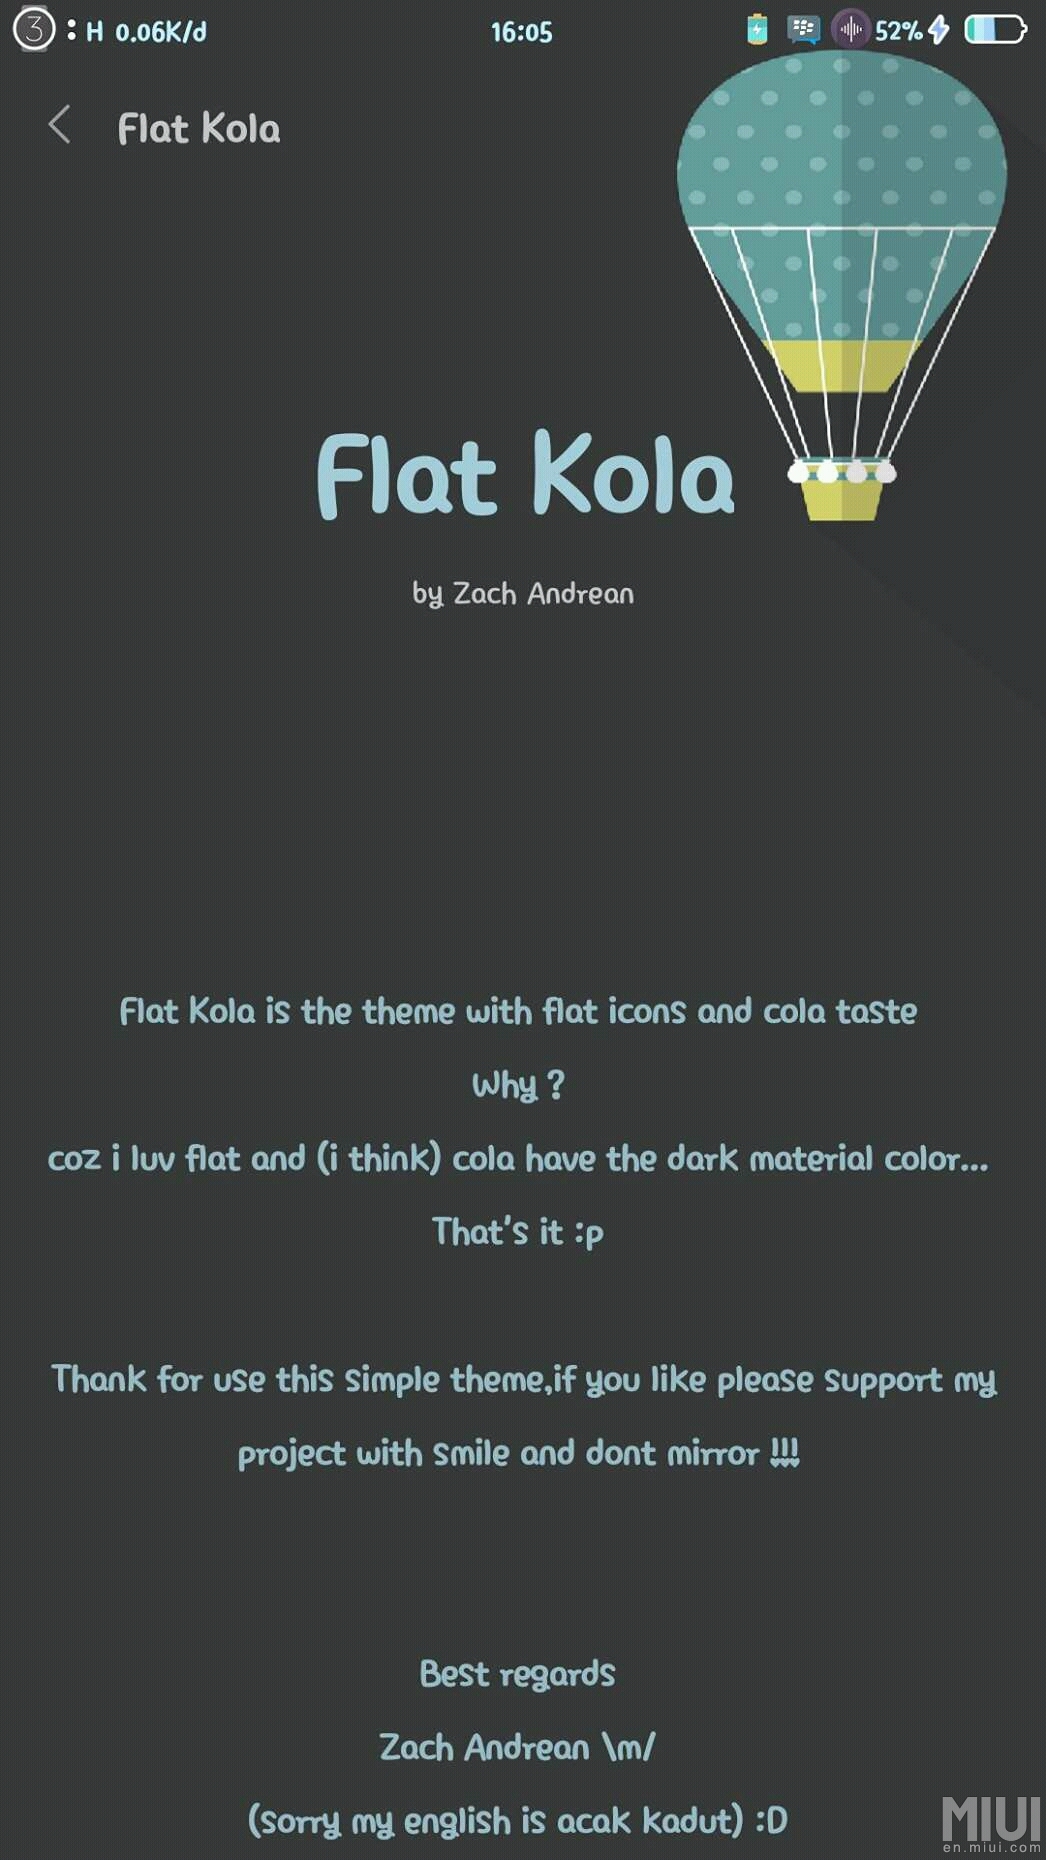 3 : H 0.06K/d 16:05 52%
Flat Kola
Flat Kola
by Zach Andrean
Flat Kola is the theme with flat icons and cola taste
Why ?
coz i luv flat and (i think) cola have the dark material color...
That's it :p
Thank for use this simple theme,if you like please support my
project with smile and dont mirror !!!
Best regards
Zach Andrean \m/
(sorry my english is acak kadut) :D
MIUI
en.miui.com